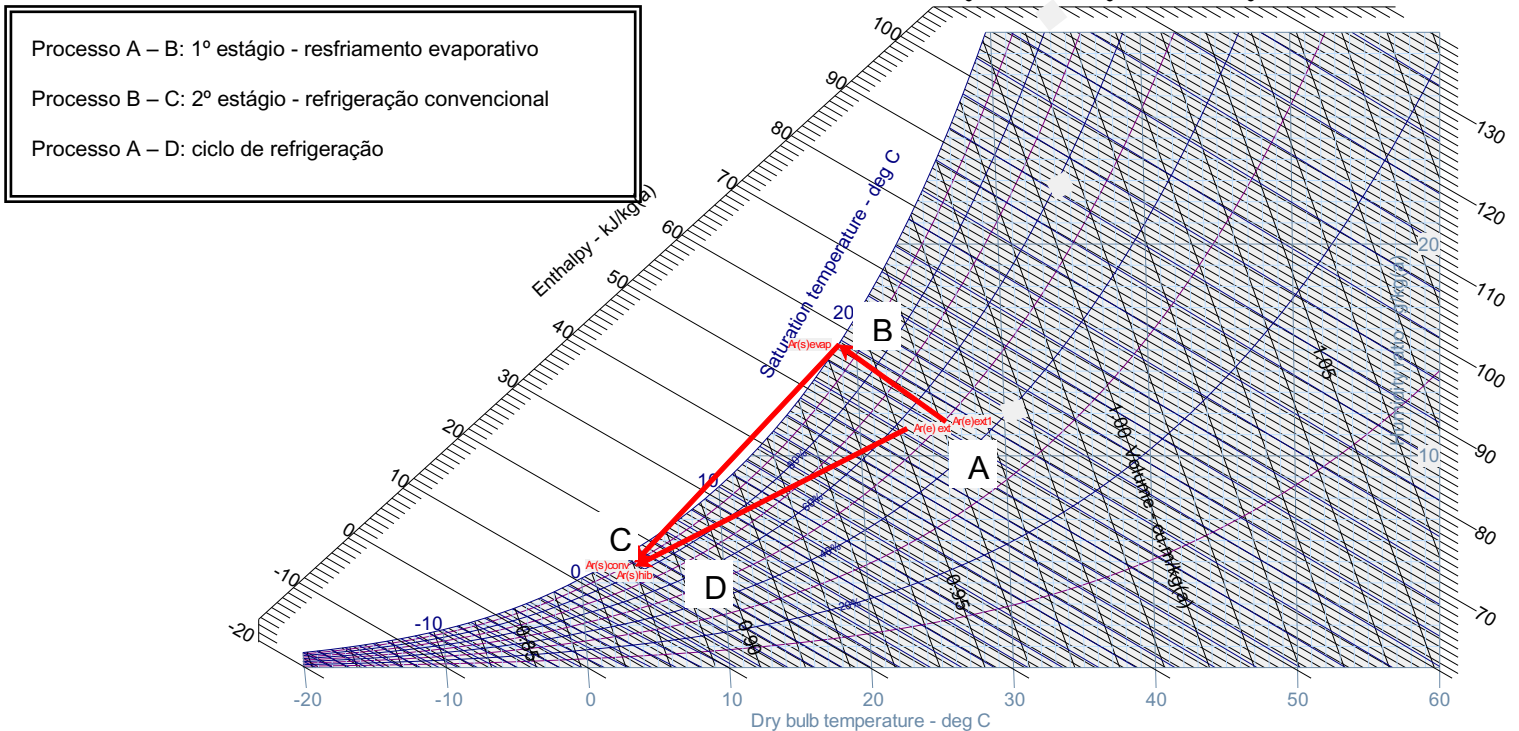 Processo A – B: 1º estágio - resfriamento evaporativo
Processo B – C: 2º estágio - refrigeração convencional
Processo A – D: ciclo de refrigeração
Enthalpy - kJ/kg(a)
Saturation temperature - deg C
-20
-10
0
10
20
30
40
50
60
70
80
90
100
130
120
110
100
90
80
70
20
10
-10
0
10
20
Ar(s)evap
B
Ar(e)ext1
Ar(e) ext
A
C
Ar(s)conv
Ar(s)hib
D
80%
60%
40%
20%
0.85
0.90
0.95
1.00 Volume - cu.m/kg(a)
1.05
-20
-10
0
10
20
30
40
50
60
Dry bulb temperature - deg C